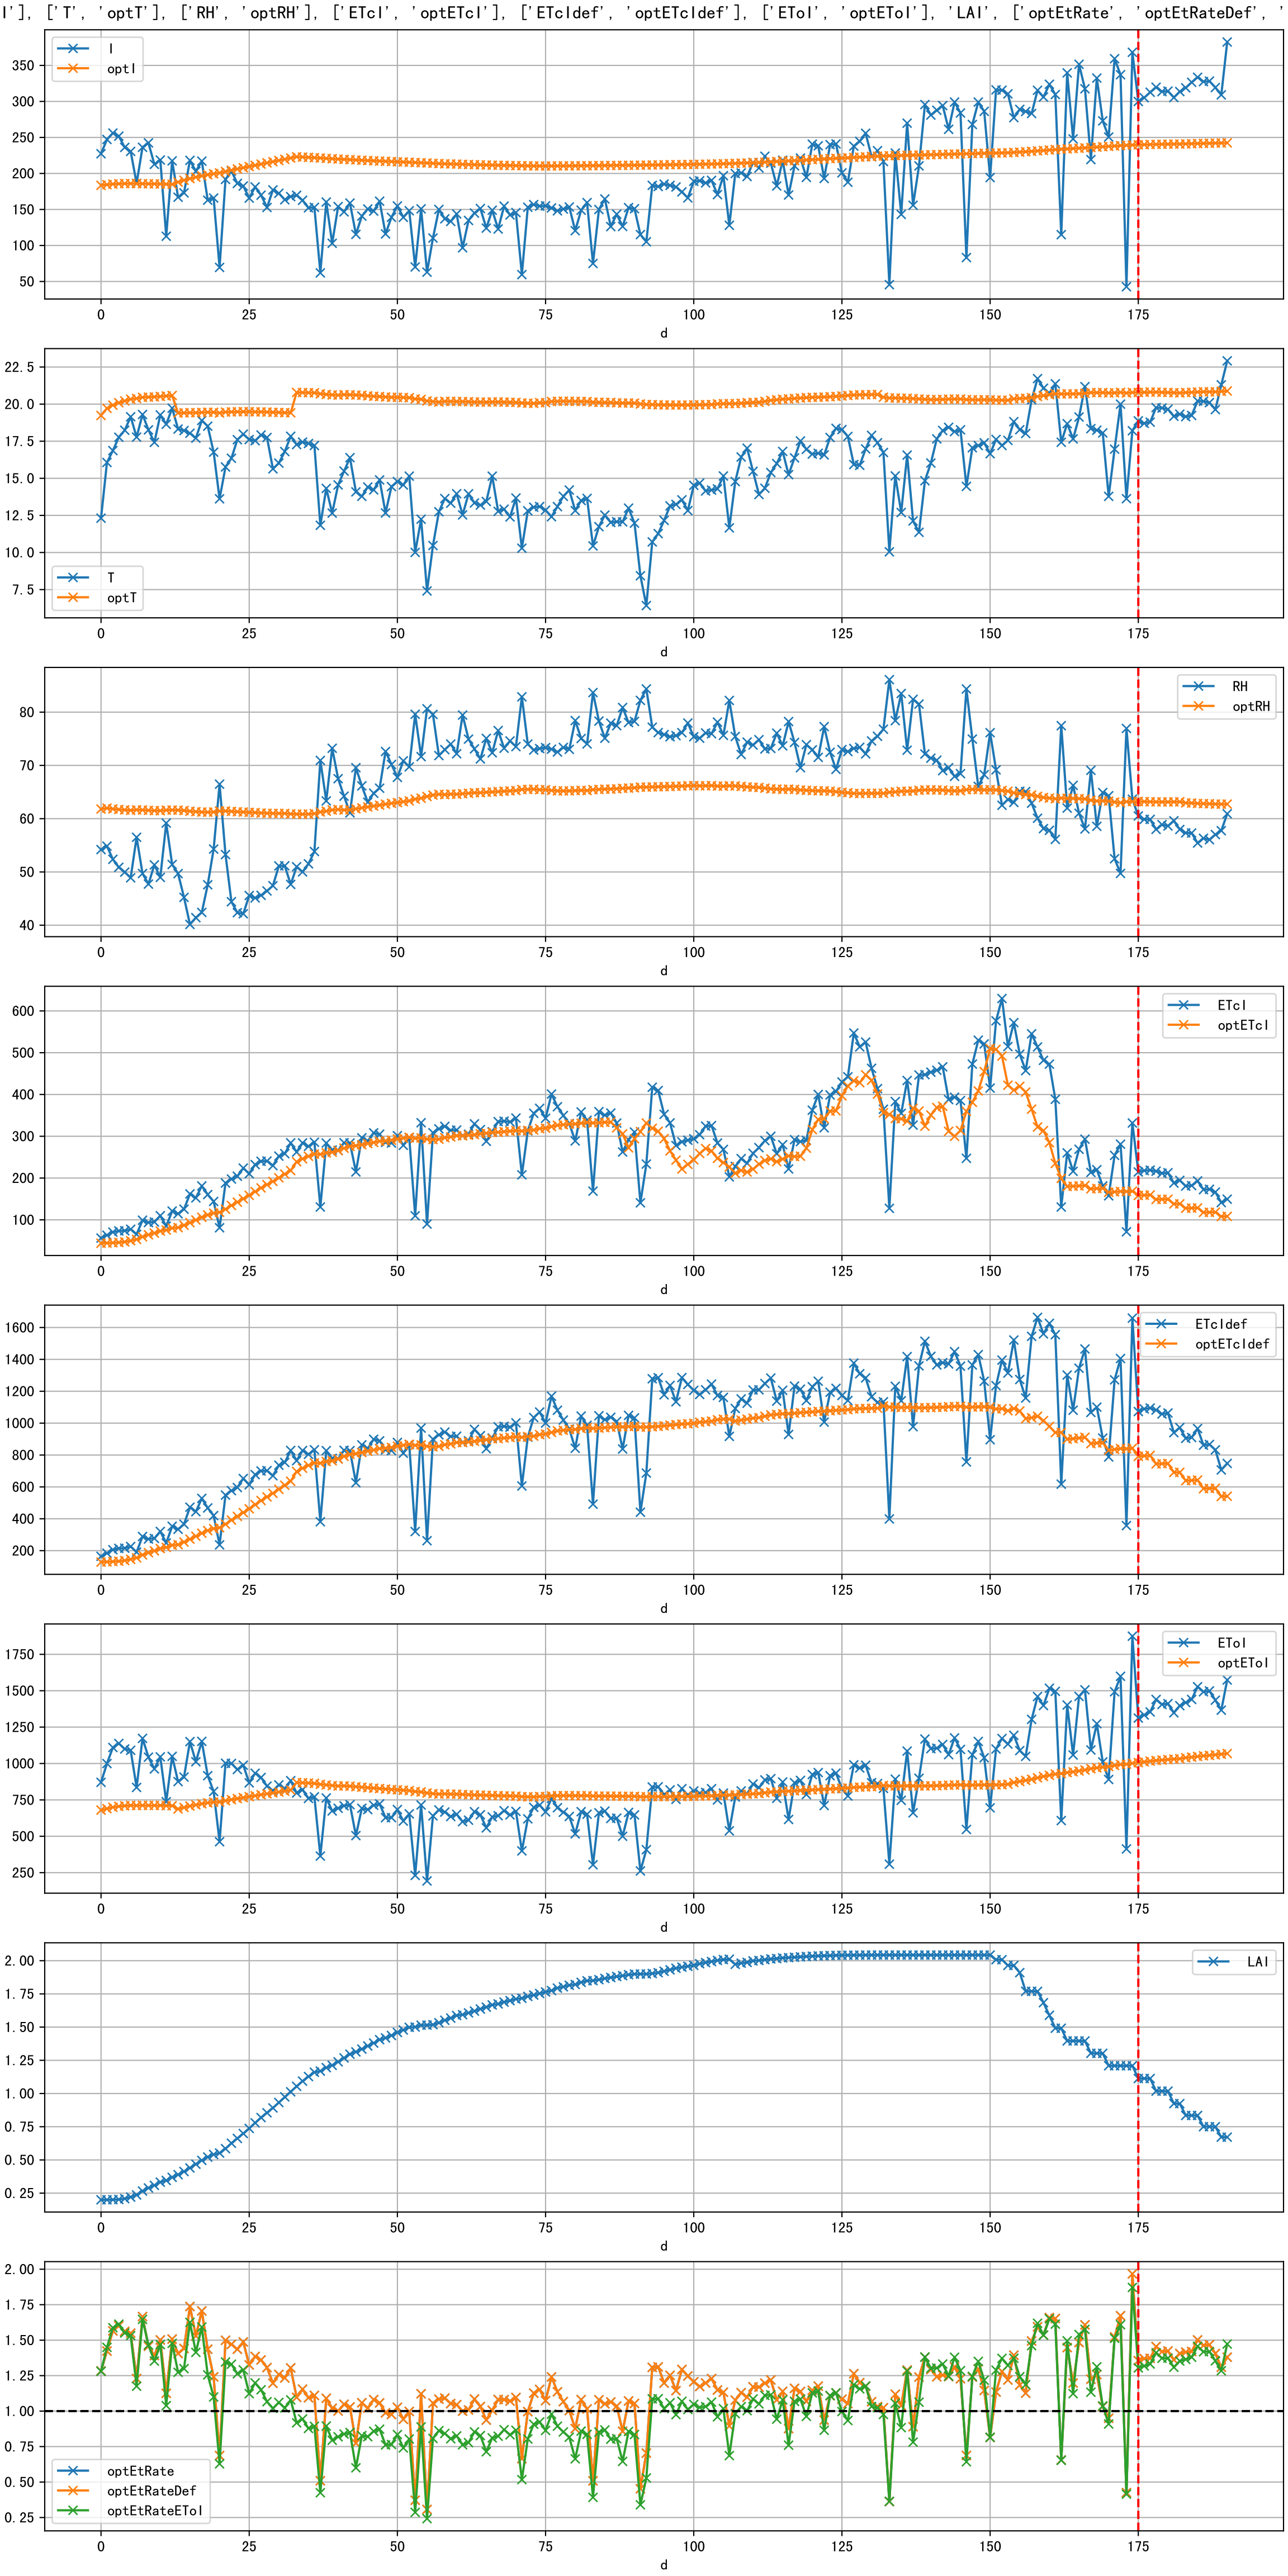 I'], ['T', 'optT'], ['RH', 'optRH'], ['ETcI', 'optETcI'], ['ETcIdef', 'optETcIdef'], ['EToI', 'optEToI'], 'LAI', ['optEtRate', 'optEtRateDef', '
I
optI
350
300
250
200
150
100
50
0 25 50 75 100 125 150 175
d
22.5
20.0
17.5
15.0
12.5
10.0
7.5
T
optT
0 25 50 75 100 125 150 175
d
RH
optRH
80
70
60
50
40
0 25 50 75 100 125 150 175
d
ETcI
optETcI
600
500
400
300
200
100
0 25 50 75 100 125 150 175
d
ETcIdef
optETcIdef
1600
1400
1200
1000
800
600
400
200
0 25 50 75 100 125 150 175
d
EToI
optEToI
1750
1500
1250
1000
750
500
250
0 25 50 75 100 125 150 175
d
LAI
2.00
1.75
1.50
1.25
1.00
0.75
0.50
0.25
0 25 50 75 100 125 150 175
d
2.00
1.75
1.50
1.25
1.00
0.75
0.50
0.25
optEtRate
optEtRateDef
optEtRateEToI
0 25 50 75 100 125 150 175
d